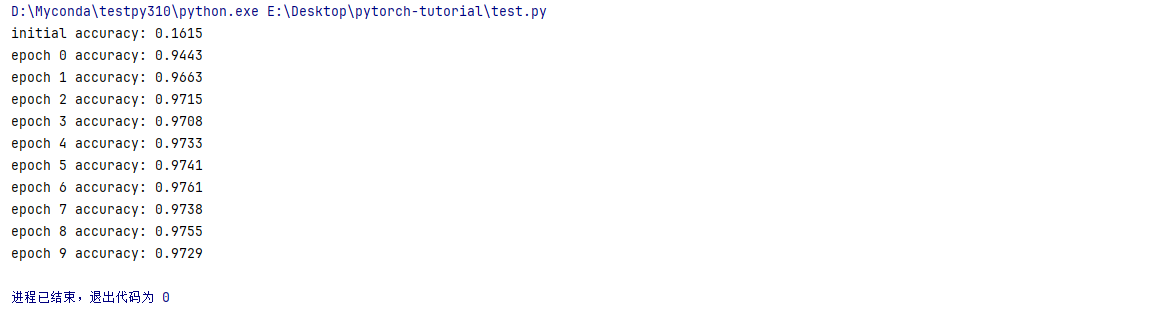 D:\Myconda\testpy310\python.exe E:\Desktop\pytorch-tutorial\test.py
initial accuracy: 0.1615
epoch 0 accuracy: 0.9443
epoch 1 accuracy: 0.9663
epoch 2 accuracy: 0.9715
epoch 3 accuracy: 0.9708
epoch 4 accuracy: 0.9733
epoch 5 accuracy: 0.9741
epoch 6 accuracy: 0.9761
epoch 7 accuracy: 0.9738
epoch 8 accuracy: 0.9755
epoch 9 accuracy: 0.9729
进程已结束，退出代码为 0